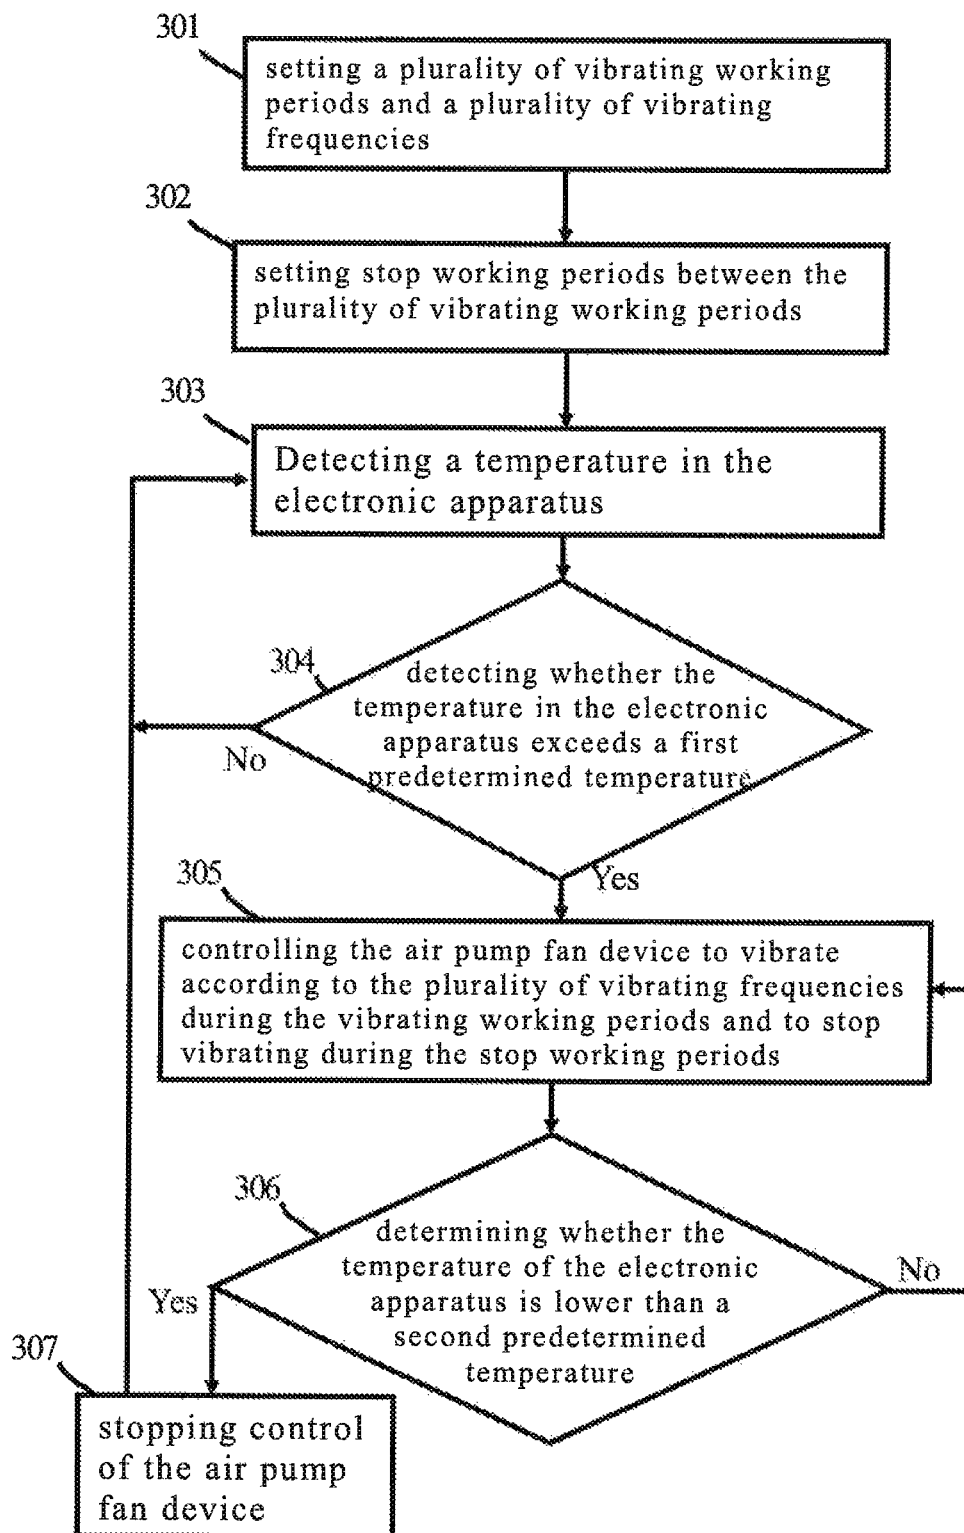 301
setting a plurality of vibrating working
periods and a plurality of vibrating
frequencies
302
setting stop working periods between the
plurality of vibrating working periods
303
Detecting a temperature in the
electronic apparatus
304
detecting whether the
temperature in the electronic
apparatus exceeds a first
predetermined temperature
No
Yes
305
controlling the air pump fan device to vibrate
according to the plurality of vibrating frequencies
during the vibrating working periods and to stop
vibrating during the stop working periods
306
determining whether the
temperature of the electronic
apparatus is lower than a
second predetermined
temperature
No
Yes
307
stopping control
of the air pump
fan device